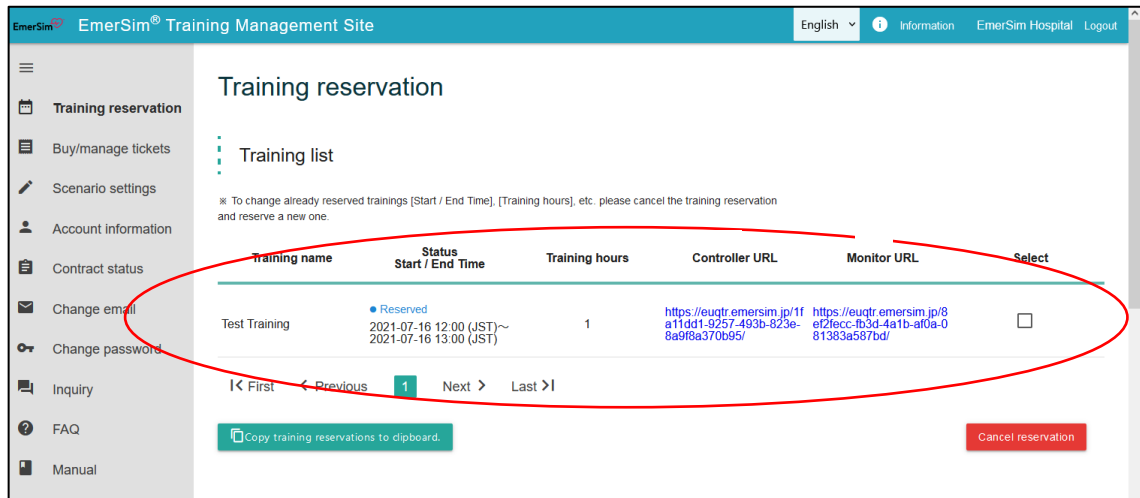 EmerSim EmerSim® Training Management Site English Information EmerSim Hospital Logout
Training reservation
Buy/manage tickets
Scenario settings
Account information
Contract status
Change email
Change password
Inquiry
FAQ
Manual
Training reservation
Training list
※ To change already reserved trainings [Start / End Time], [Training hours], etc. please cancel the training reservation
and reserve a new one.
Training name Status Start / End Time Training hours Controller URL Monitor URL Select
Test Training
Reserved
2021-07-16 12:00 (JST)～
2021-07-16 13:00 (JST)
1
https://euqtr.emersim.jp/1f
a11dd1-9257-493b-823e-
8a9f8a370b95/
https://euqtr.emersim.jp/8
ef2fecc-fb3d-4a1b-af0a-0
81383a587bd/
First Previous 1 Next Last
Copy training reservations to clipboard.
Cancel reservation